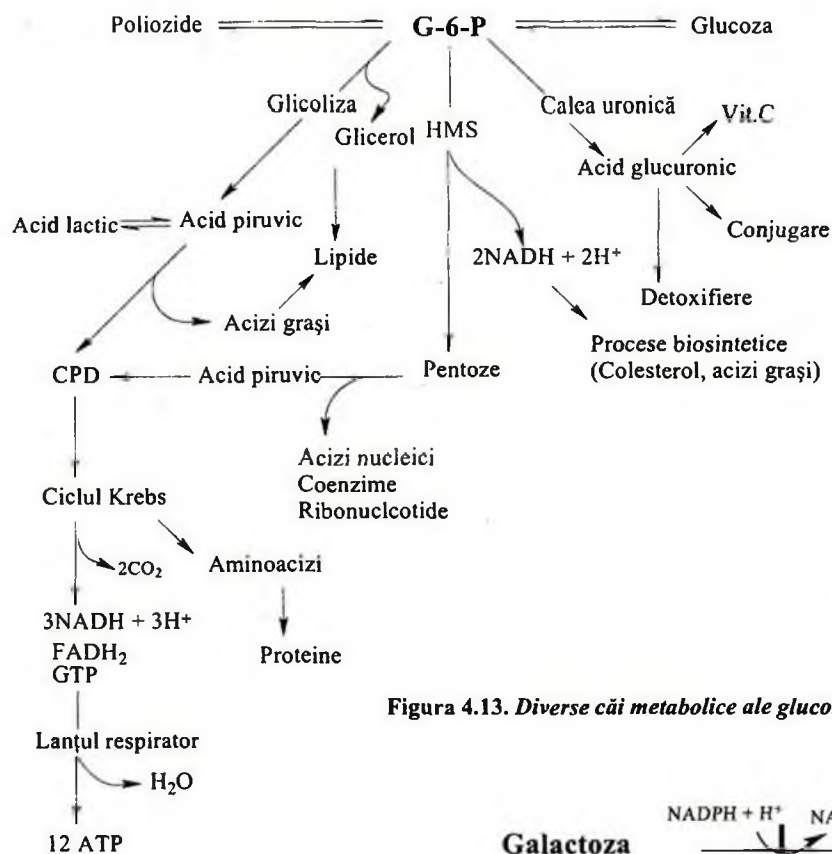 Poliozide G-6-P Glucoza
Glicoliza Calea uronică Vit.C
Glicerol HMS
Acid glucuronic
Acid lactic Acid piruvic Conjugare
Lipide 2NADH + 2H⁺
Detoxifiere
Acizi grași
Procese biosintetice
(Colesterol, acizi grași)
CPD Acid piruvic Pentoze
Acizi nucleici
Coenzime
Ribonuclcotide
Ciclul Krebs
2CO₂ Aminoacizi
3NADH + 3H⁺
FADH₂ Proteine
GTP
Figura 4.13. Diverse căi metabolice ale gluco
Lanțul respirator
H₂O
NADPH + H⁺ NA
12 ATP Galactoza